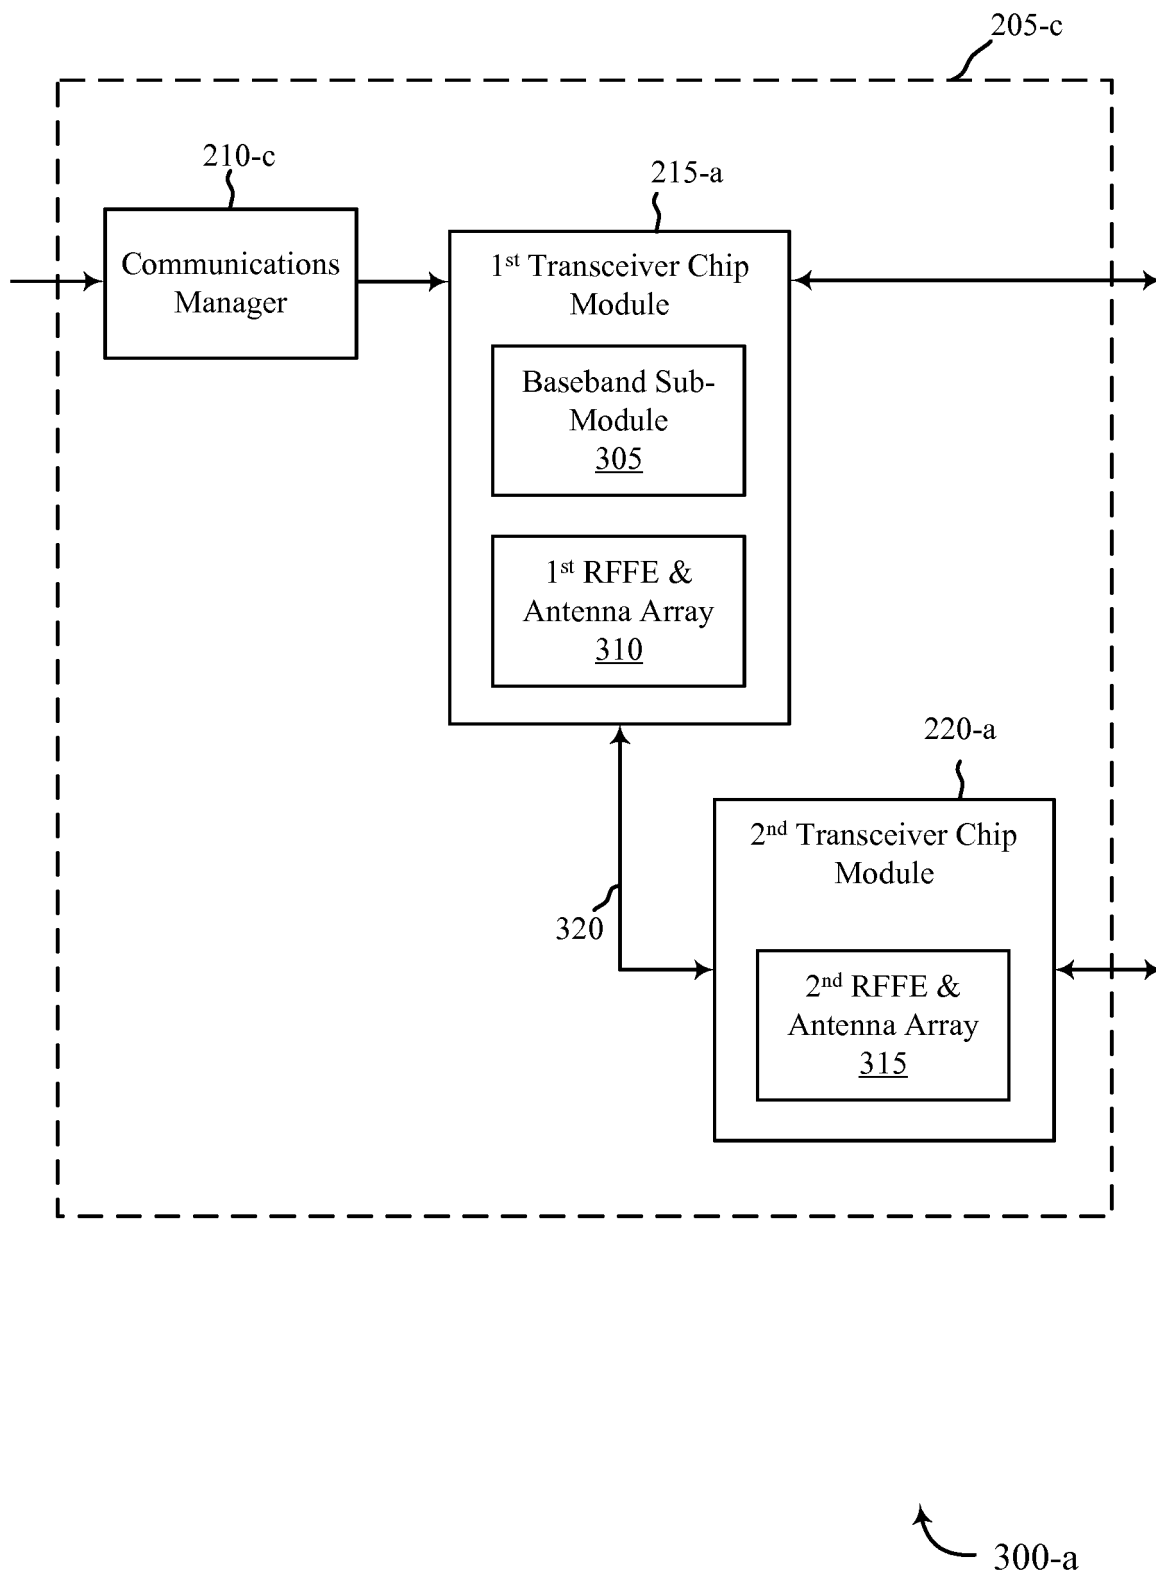 205-c
210-c
Communications
Manager
215-a
1st Transceiver Chip
Module
Baseband Sub-
Module
305
1st RFFE &
Antenna Array
310
320
220-a
2nd Transceiver Chip
Module
2nd RFFE &
Antenna Array
315
300-a